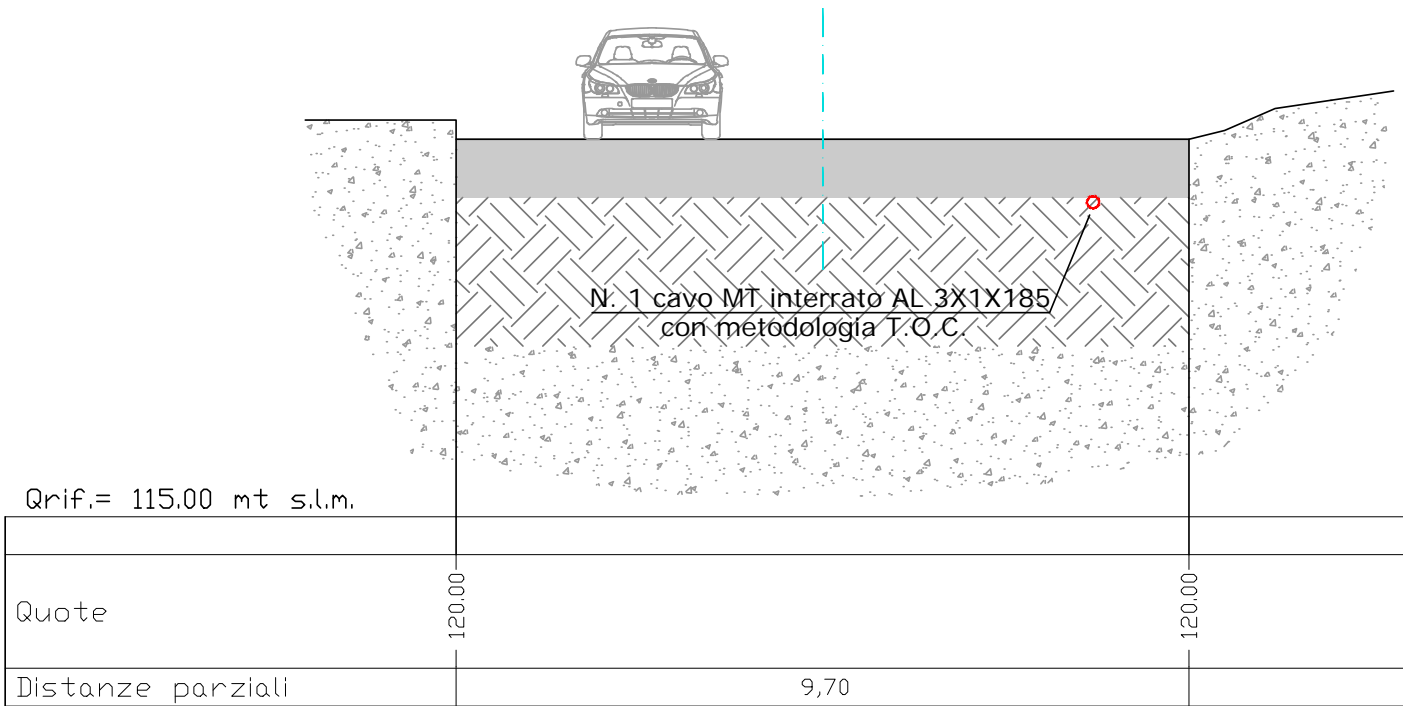 N. 1 cavo MT interrato AL 3X1X185
con metodologia T.O.C.
Qrif.= 115.00 mt s.l.m.
Quote
120.00
120.00
Distanze parziali
9,70